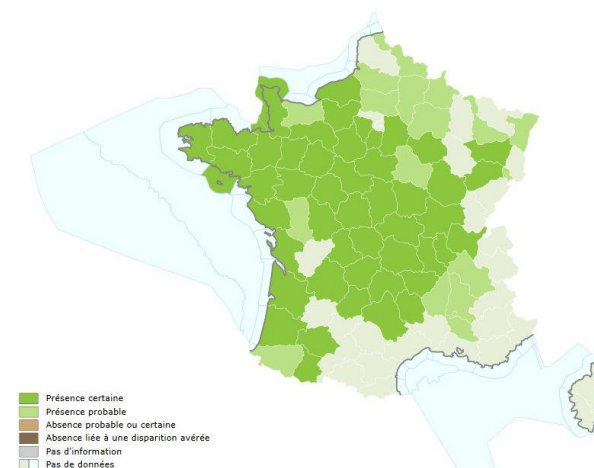 Présence certaine
Présence probable
Absence probable ou certaine
Absence liée à une disparition avérée
Pas d'information
Pas de données